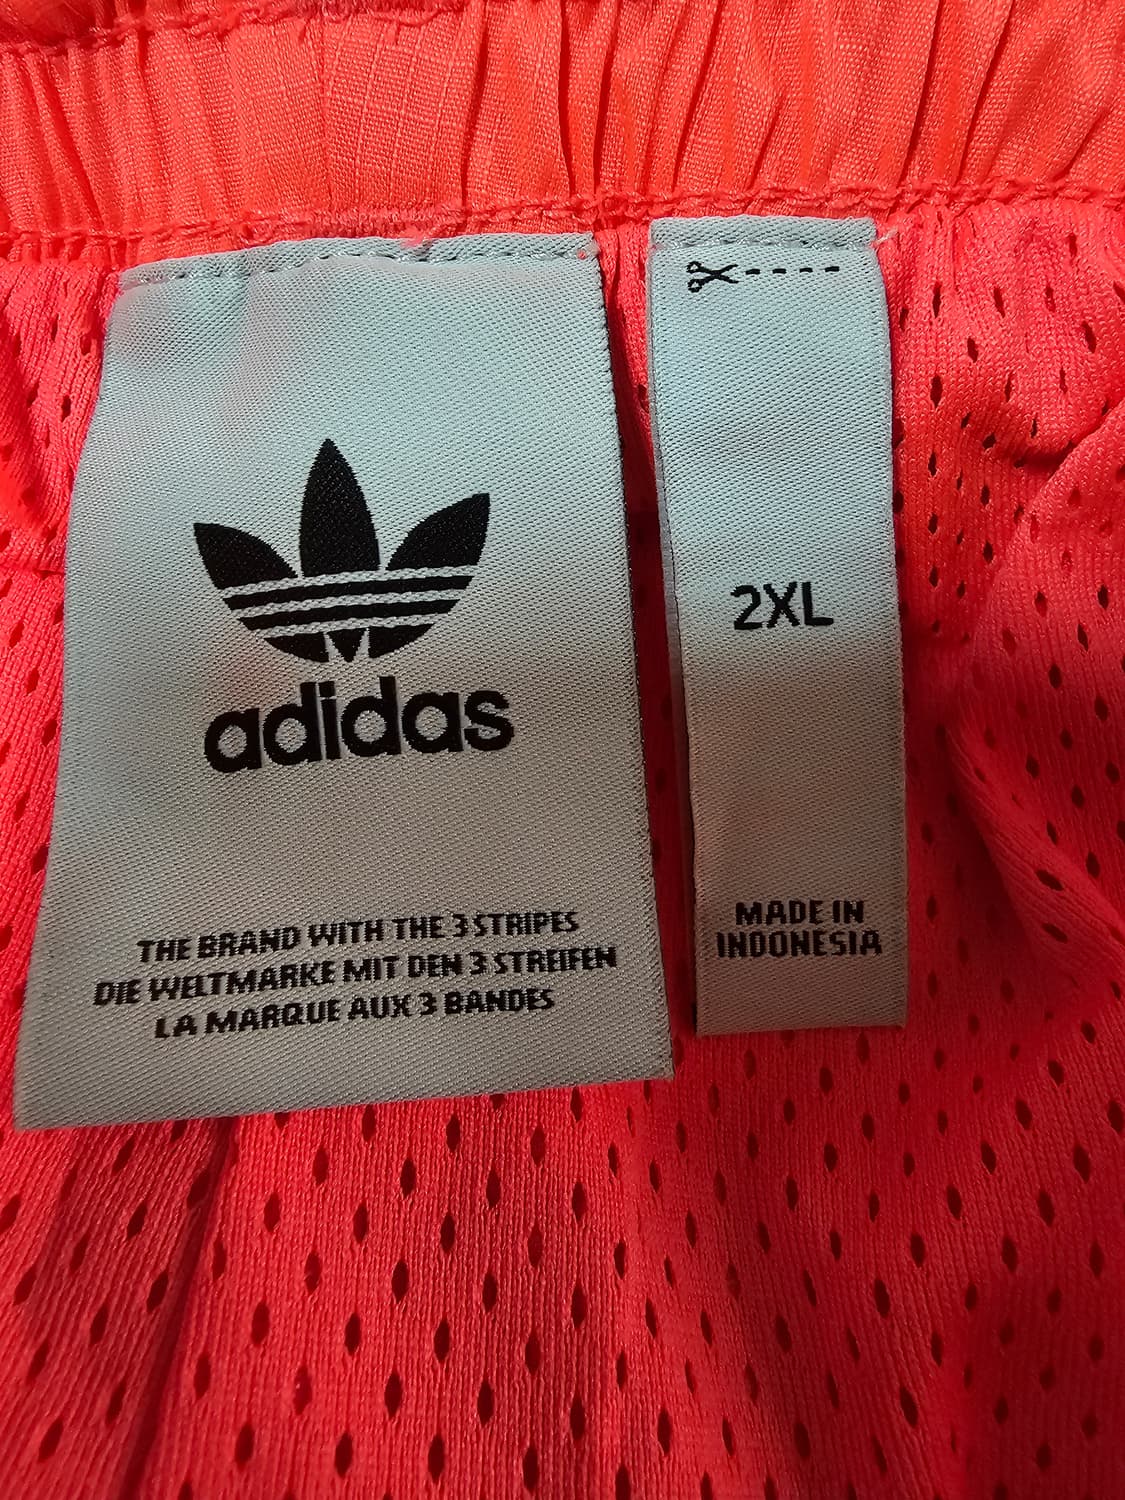 adidas
THE BRAND WITH THE 3 STRIPES
DIE WELTMARKE MIT DEN 3 STREIFEN
LA MARQUE AUX 3 BANDES
2XL
MADE IN
INDONESIA